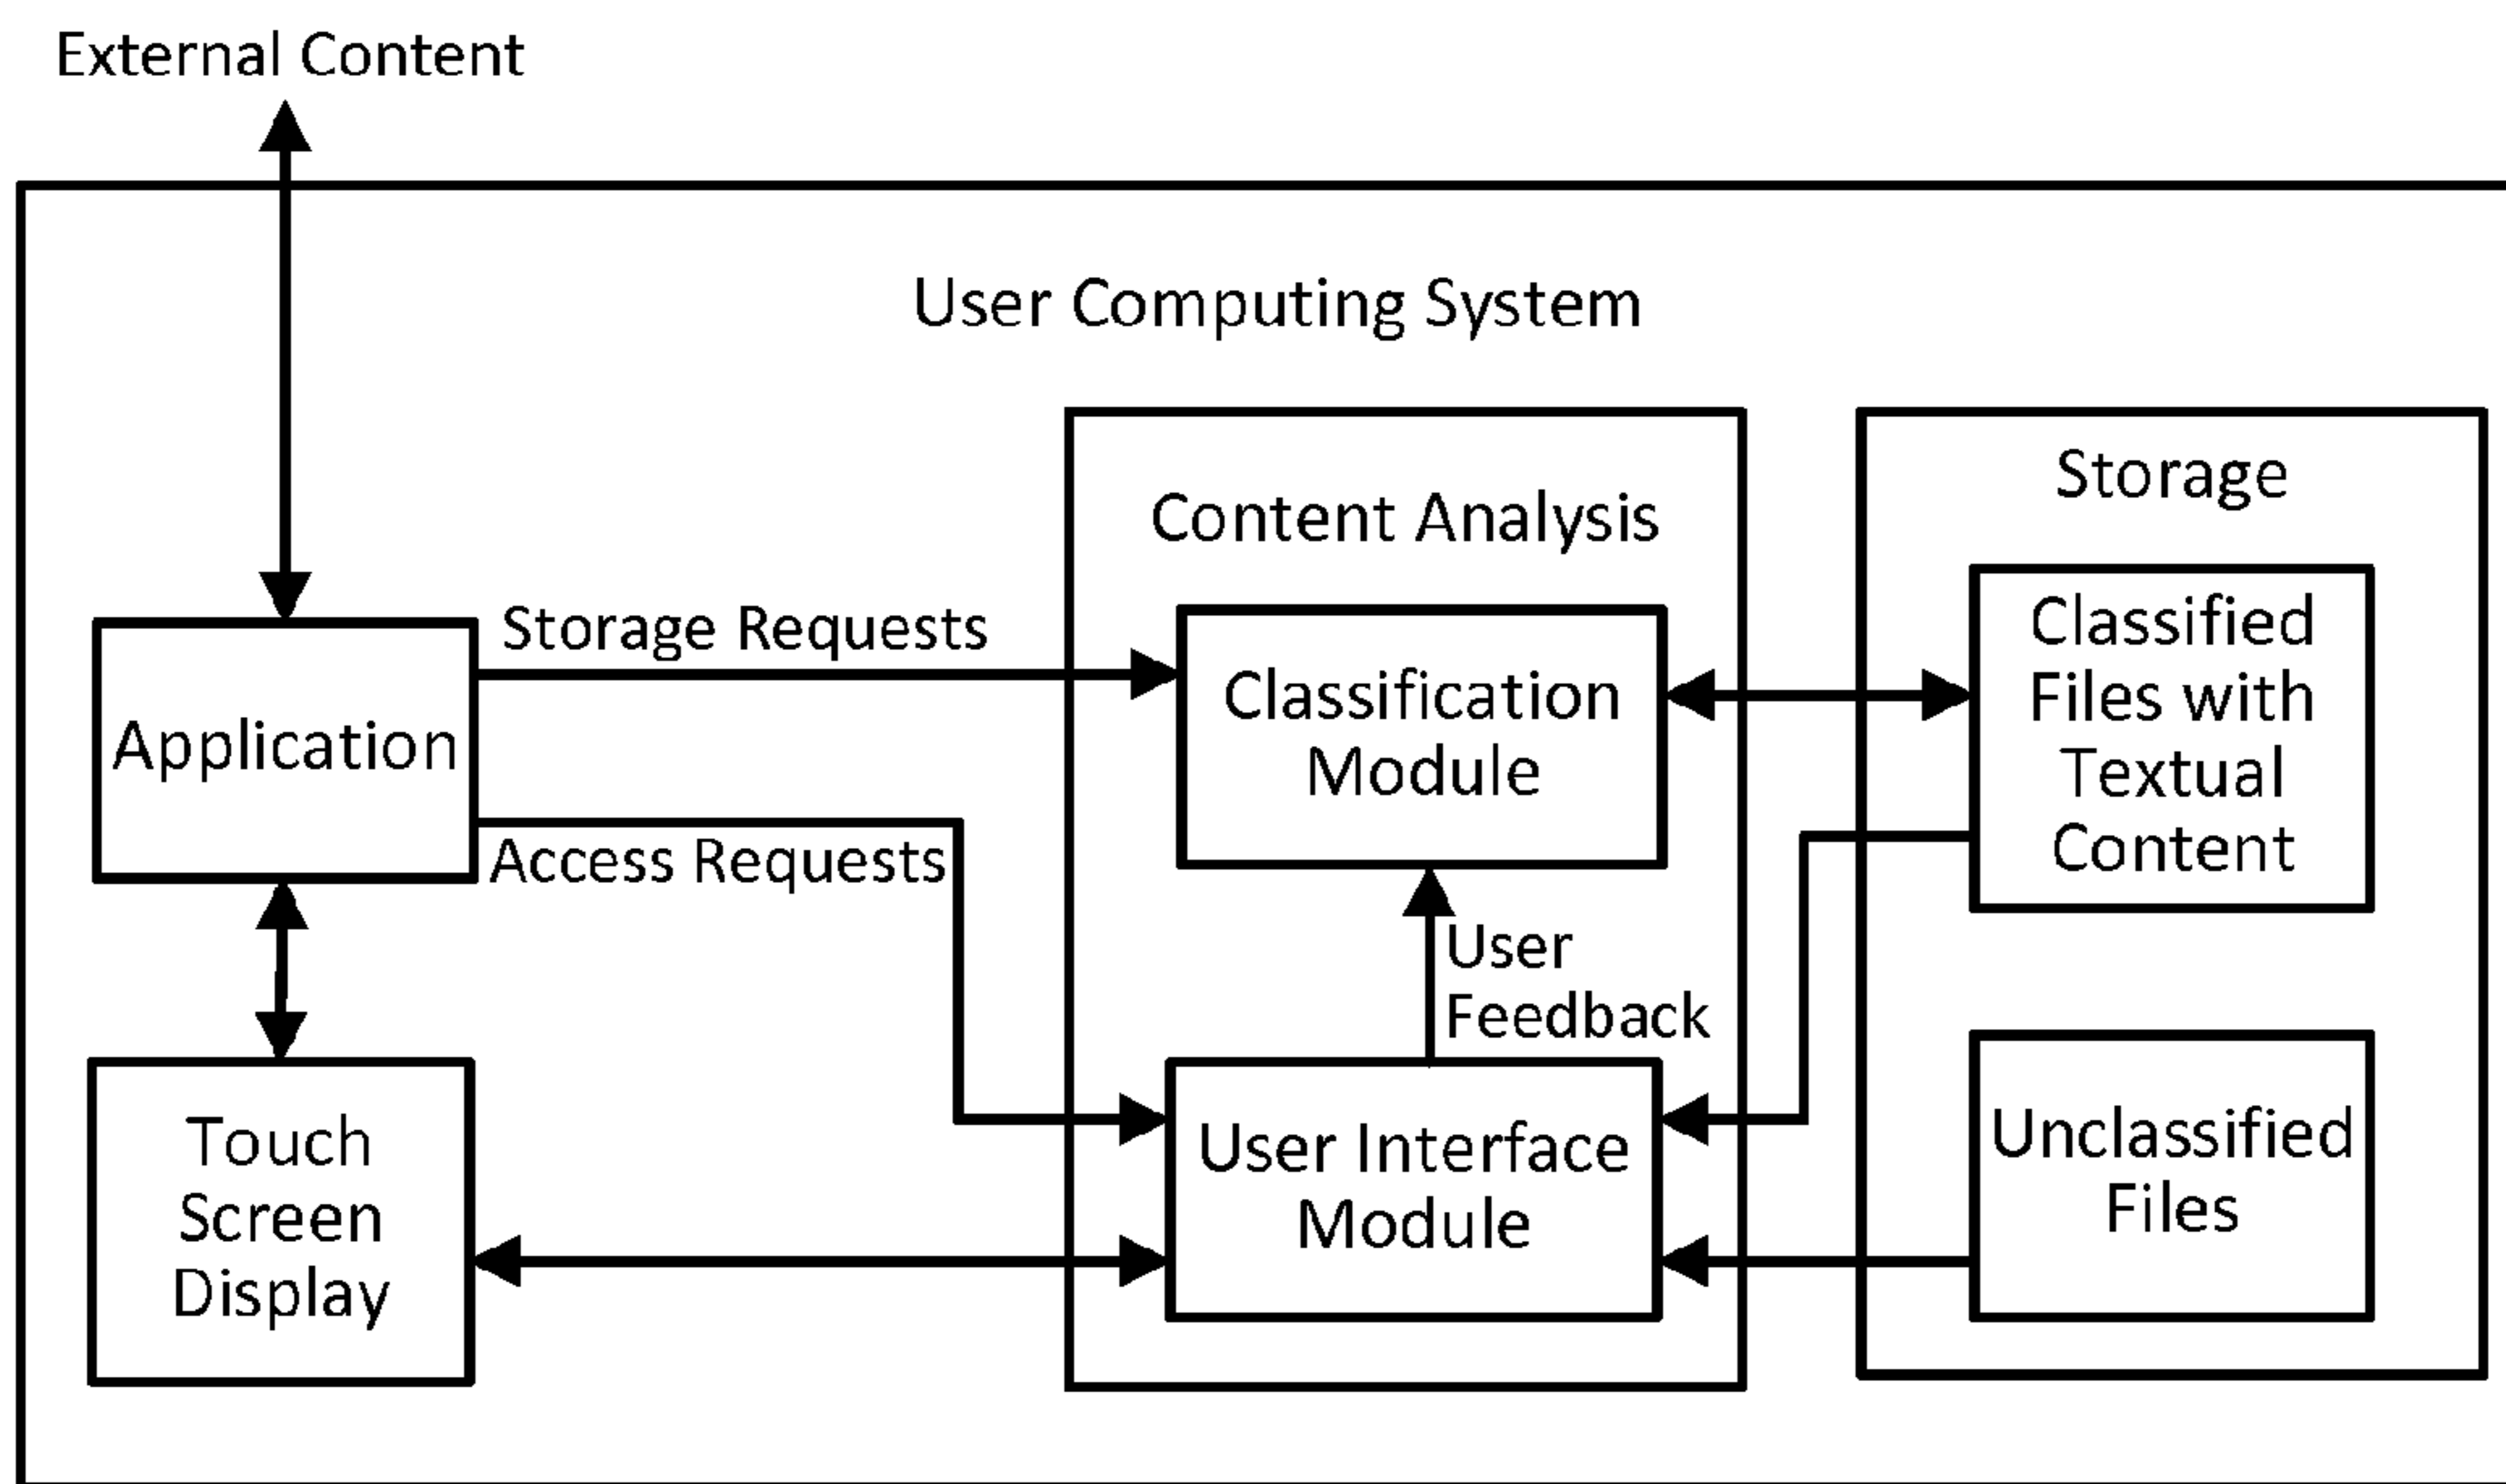 External Content
User Computing System
Content Analysis
Storage
Storage Requests
Application
Access Requests
Classification
Module
Classified
Files with
Textual
Content
User
Feedback
Touch
Screen
Display
User Interface
Module
Unclassified
Files